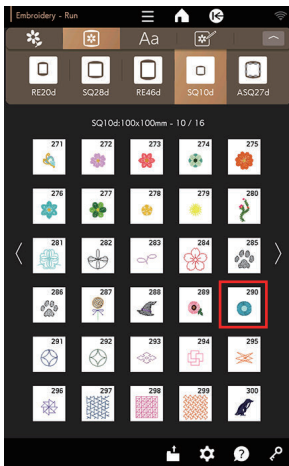 Embroidery - Run
Aa
RE20d SQ28d RE46d SQ10d ASQ27d
SQ10d:100x100mm - 10 / 16
271 272 273 274 275
276 277 278 279 280
281 282 283 284 285
286 287 288 289 290
291 292 293 294 295
296 297 298 299 300
?